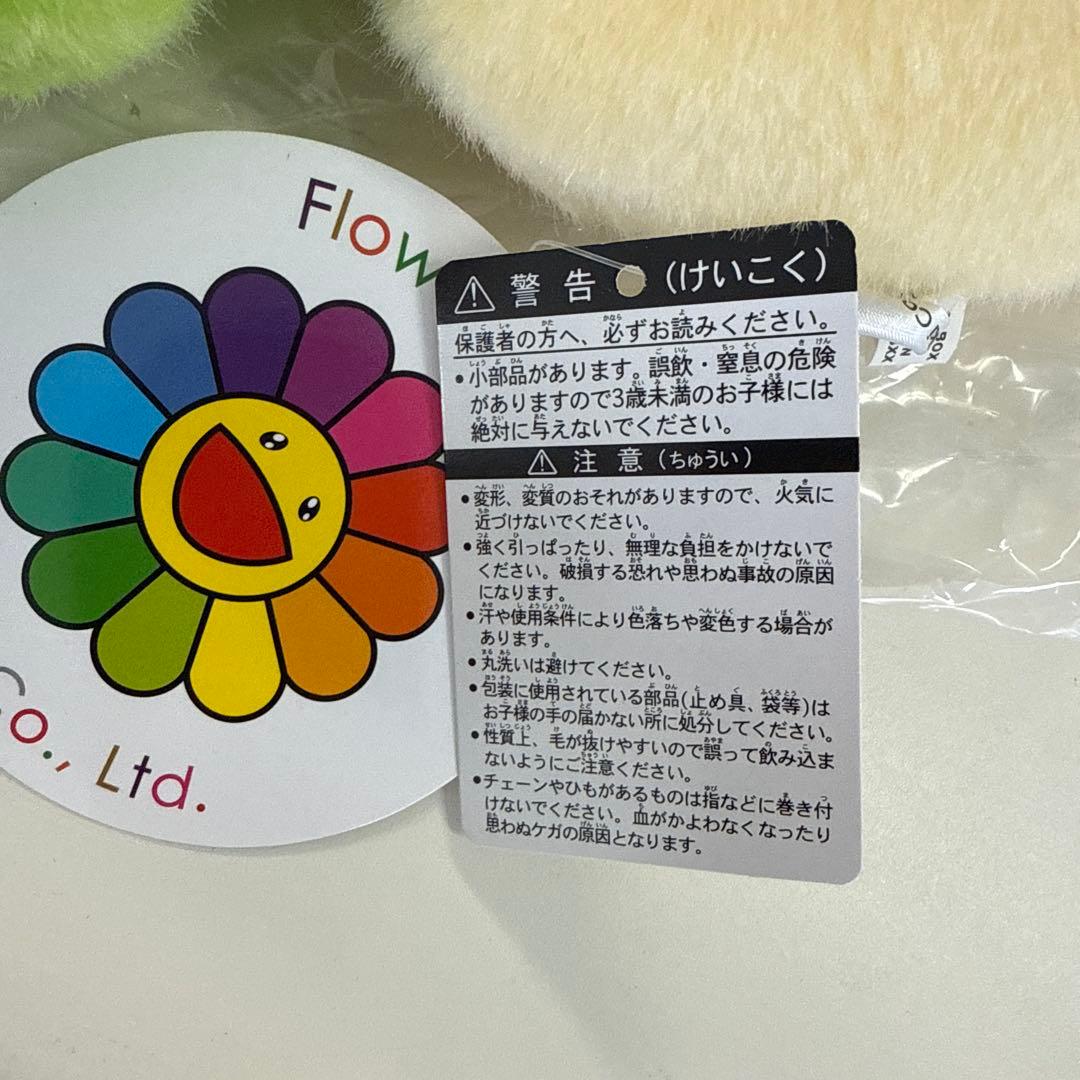 Flow
Co., Ltd.
警告（けいこく）
保護者の方へ、必ずお読みください。
•小部品があります。誤飲・窒息の危険
がありますので3歳未満のお子様には
絶対に与えないでください。
注意（ちゅうい）
•変形、変質のおそれがありますので、火気に
近づけないでください。
•強く引っぱったり、無理な負担をかけないで
ください。破損する恐れや思わぬ事故の原因
になります。
•汗や使用条件により色落ちや変色する場合が
あります。
•丸洗いは避けてください。
•包装に使用されている部品(止め具、袋等)は
お子様の手の届かない所に処分してください。
•性質上、毛が抜けやすいので誤って飲み込ま
ないようにご注意ください。
•チェーンやひもがあるものは指などに巻き付
けないでください。血がかよわなくなったり
思わぬケガの原因となります。